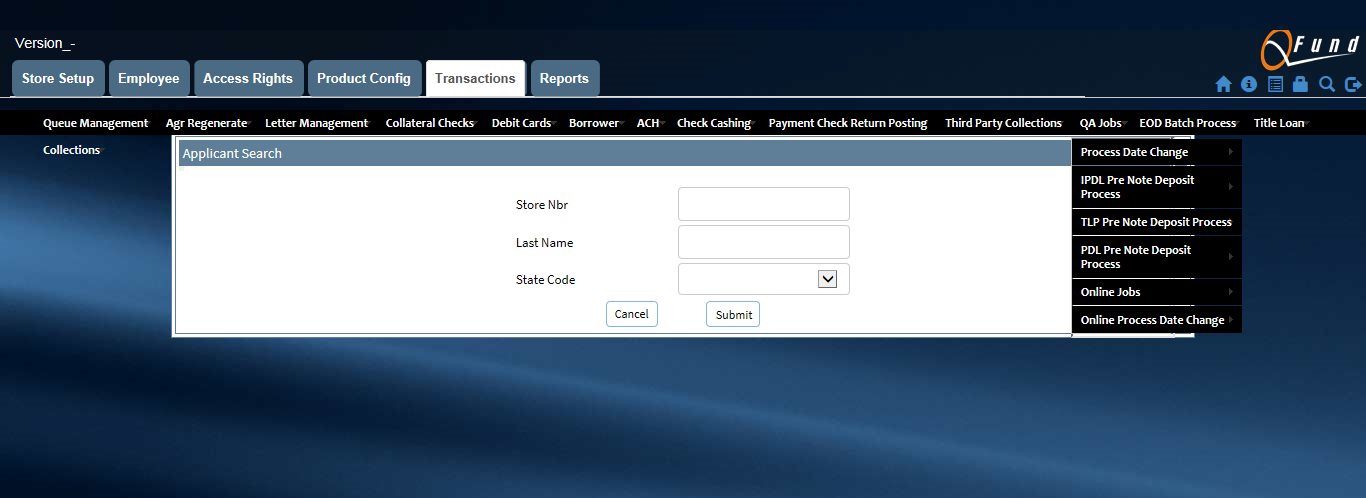 Version_-
QFund
Store Setup Employee Access Rights Product Config Transactions Reports
Queue Management Agr Regenerate Letter Management Collateral Checks Debit Cards Borrower ACH Check Cashing Payment Check Return Posting Third Party Collections QA Jobs EOD Batch Process Title Loan
Collections
Applicant Search
Store Nbr
Last Name
State Code
Cancel Submit
Process Date Change
IPDL Pre Note Deposit
Process
TLP Pre Note Deposit Process
PDL Pre Note Deposit
Process
Online Jobs
Online Process Date Change